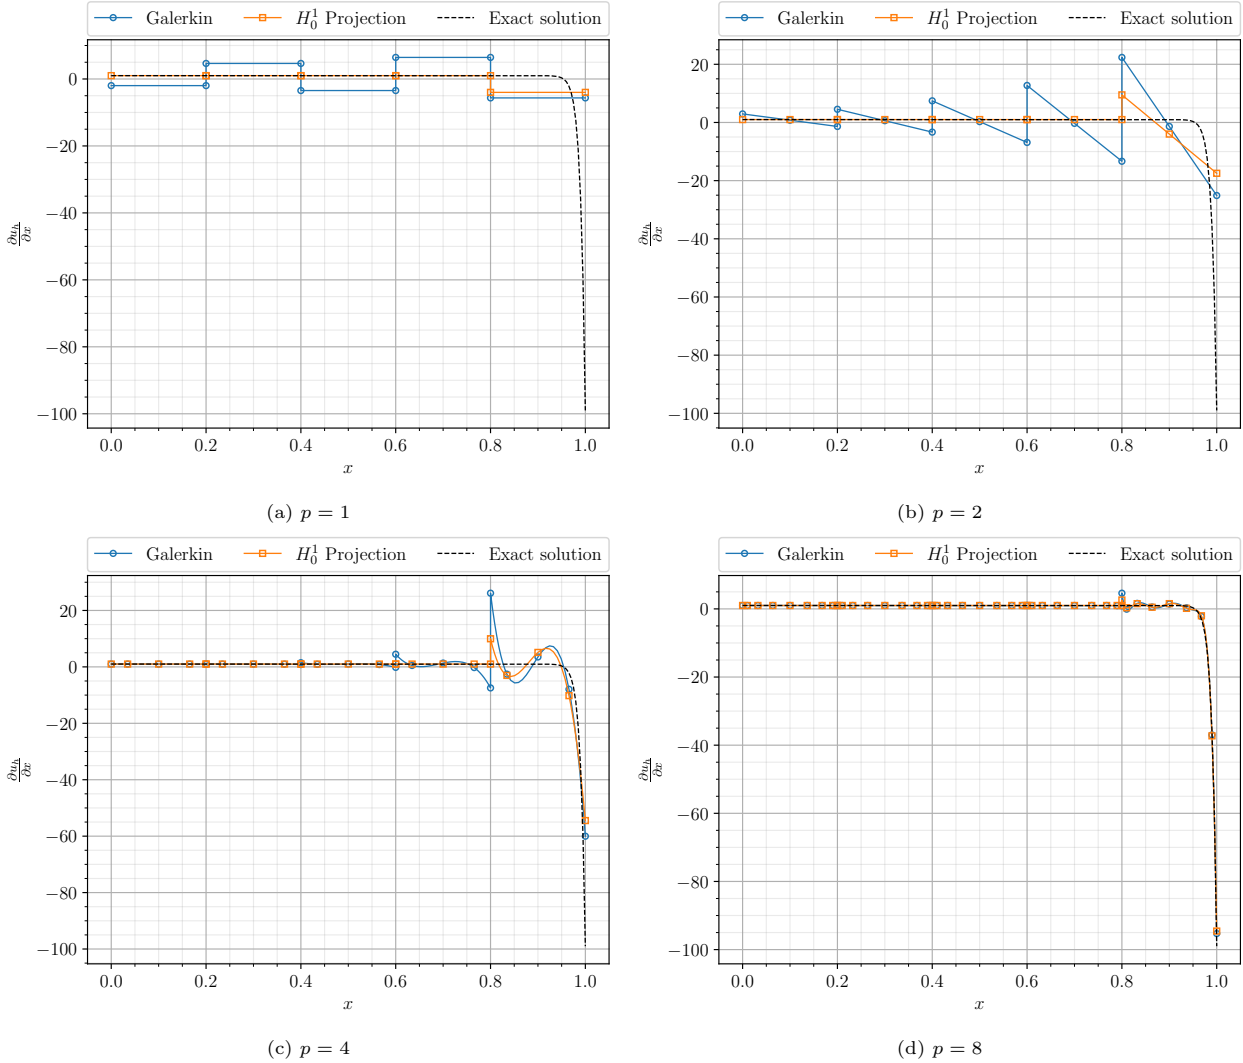 Galerkin H₀¹ Projection Exact solution
0
−20
−40
−60
−80
−100
∂u_h/∂x
0.0 0.2 0.4 0.6 0.8 1.0
x
(a) p = 1
Galerkin H₀¹ Projection Exact solution
20
0
−20
−40
−60
−80
−100
∂u_h/∂x
0.0 0.2 0.4 0.6 0.8 1.0
x
(b) p = 2
Galerkin H₀¹ Projection Exact solution
20
0
−20
−40
−60
−80
−100
∂u_h/∂x
0.0 0.2 0.4 0.6 0.8 1.0
x
(c) p = 4
Galerkin H₀¹ Projection Exact solution
0
−20
−40
−60
−80
−100
∂u_h/∂x
0.0 0.2 0.4 0.6 0.8 1.0
x
(d) p = 8